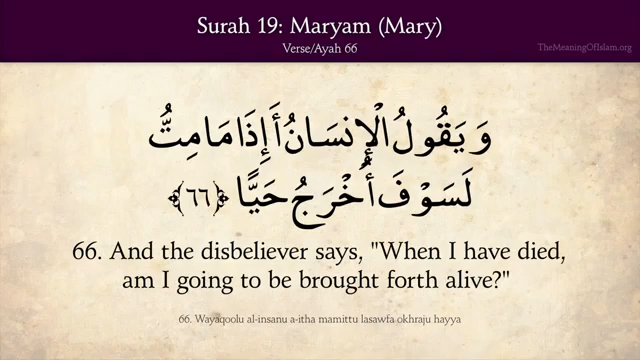 Surah 19: Maryam (Mary)
Verse/Ayah 66
TheMeaningOfIslam.org
وَيَقُولُ الْإِنسَانُ أَإِذَا مَا مِتُّ
لَسَوْفَ أُخْرَجُ حَيًّا ﴿٦٦﴾
66. And the disbeliever says, "When I have died,
am I going to be brought forth alive?"
66. Wayaqoolu al-insanu a-itha mamittu lasawfa okhraju hayya